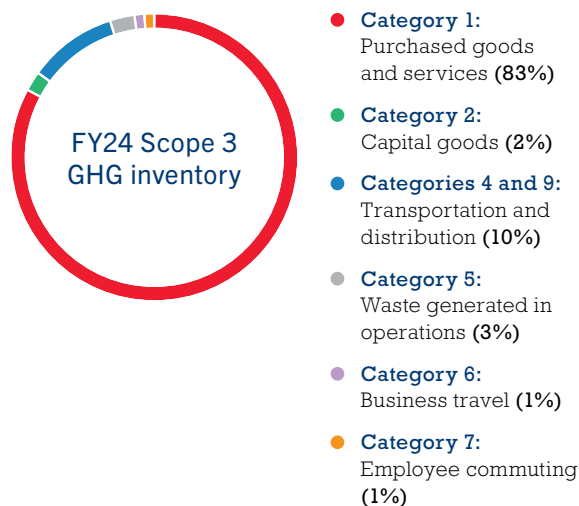 FY24 Scope 3
GHG inventory
Category 1:
Purchased goods
and services (83%)
Category 2:
Capital goods (2%)
Categories 4 and 9:
Transportation and
distribution (10%)
Category 5:
Waste generated in
operations (3%)
Category 6:
Business travel (1%)
Category 7:
Employee commuting
(1%)